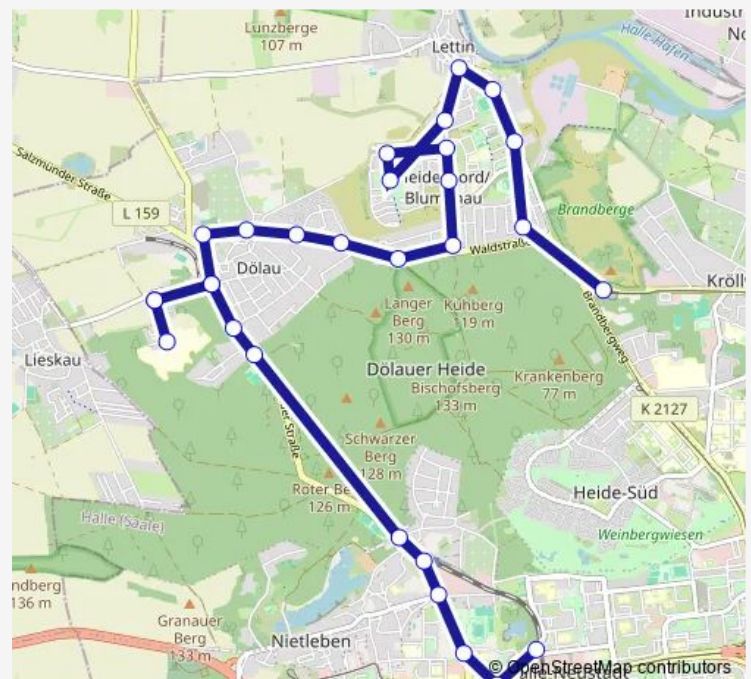 Lunzberge
107 m
Industr
Lettin
Halle-Hafen
Salzmünder Straße
L 159
Brandberge
Waldstraße
Dölau
Kröll
Langer
Berg
130 m
Kuhberg
119 m
Brandbergweg
Lieskau
Dölauer Heide
Bischofsberg
133 m
Krankenberg
77 m
K 2127
Schwarzer
Berg
128 m
Roter Be
126 m
Heide-Süd
Halle (Saale)
Weinbergwiesen
ndberg
136 m
Granauer
Berg
133 m
Nietleben
© OpenStreetMap contributors